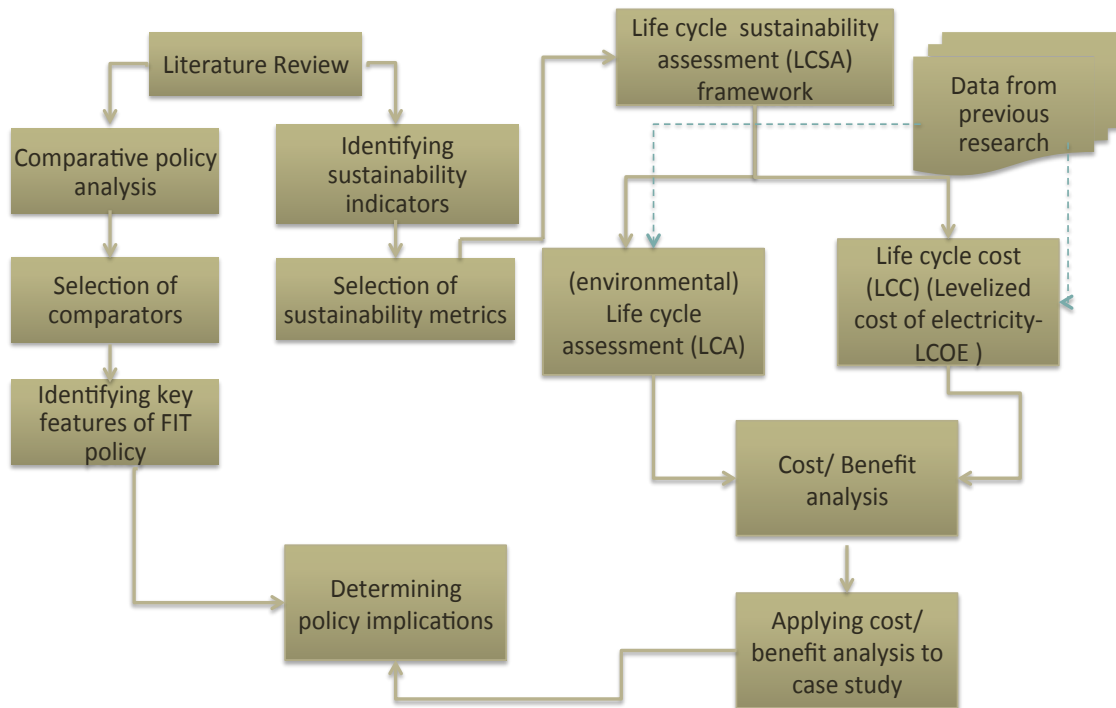 Literature Review
Comparative policy
analysis
Selection of
comparators
Identifying key
features of FIT
policy
Identifying
sustainability
indicators
Selection of
sustainability metrics
Life cycle sustainability
assessment (LCSA)
framework
Data from
previous
research
(environmental)
Life cycle
assessment (LCA)
Life cycle cost
(LCC) (Levelized
cost of electricity-
LCOE )
Cost/ Benefit
analysis
Applying cost/
benefit analysis to
case study
Determining
policy implications